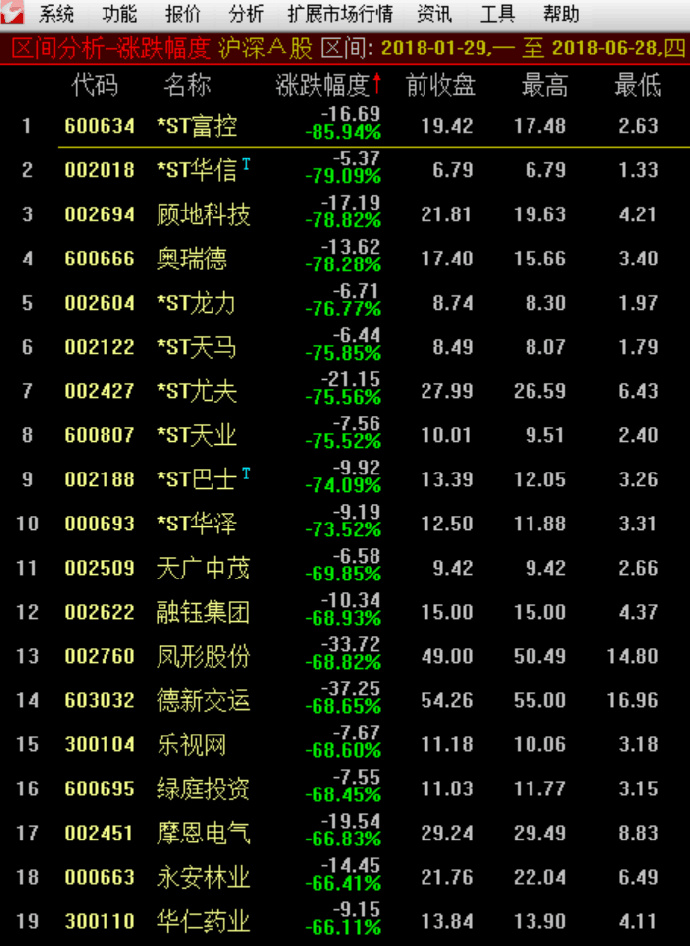 系统 功能 报价 分析 扩展市场行情 资讯 工具 帮助
区间分析-涨跌幅度 沪深A股 区间: 2018-01-29,一 至 2018-06-28,四
代码 名称 涨跌幅度↑ 前收盘 最高 最低
1 600634 *ST富控 -16.69 -85.94% 19.42 17.48 2.63
2 002018 *ST华信T -5.37 -79.09% 6.79 6.79 1.33
3 002694 顾地科技 -17.19 -78.82% 21.81 19.63 4.21
4 600666 奥瑞德 -13.62 -78.28% 17.40 15.66 3.40
5 002604 *ST龙力 -6.71 -76.77% 8.74 8.30 1.97
6 002122 *ST天马 -6.44 -75.85% 8.49 8.07 1.79
7 002427 *ST尤夫 -21.15 -75.56% 27.99 26.59 6.43
8 600807 *ST天业 -7.56 -75.52% 10.01 9.51 2.40
9 002188 *ST巴士T -9.92 -74.09% 13.39 12.05 3.26
10 000693 *ST华泽 -9.19 -73.52% 12.50 11.88 3.31
11 002509 天广中茂 -6.58 -69.85% 9.42 9.42 2.66
12 002622 融钰集团 -10.34 -68.93% 15.00 15.00 4.37
13 002760 凤形股份 -33.72 -68.82% 49.00 50.49 14.80
14 603032 德新交运 -37.25 -68.65% 54.26 55.00 16.96
15 300104 乐视网 -7.67 -68.60% 11.18 10.06 3.18
16 600695 绿庭投资 -7.55 -68.45% 11.03 11.77 3.15
17 002451 摩恩电气 -19.54 -66.83% 29.24 29.49 8.83
18 000663 永安林业 -14.45 -66.41% 21.76 22.04 6.49
19 300110 华仁药业 -9.15 -66.11% 13.84 13.90 4.11